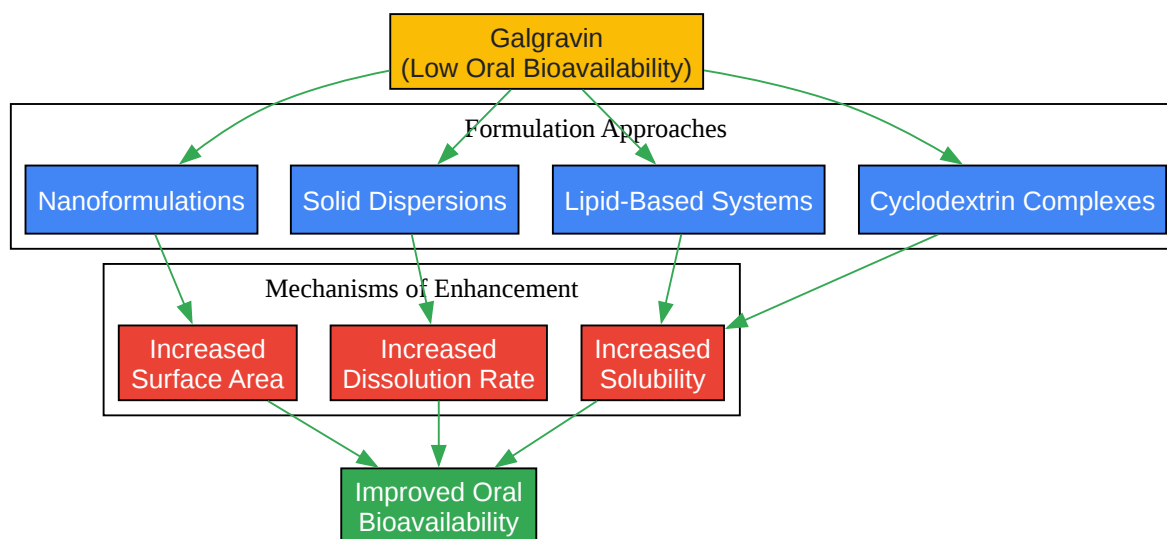 Galgravin
(Low Oral Bioavailability)
Formulation Approaches
Nanoformulations
Solid Dispersions
Lipid-Based Systems
Cyclodextrin Complexes
Mechanisms of Enhancement
Increased
Surface Area
Increased
Dissolution Rate
Increased
Solubility
Improved Oral
Bioavailability